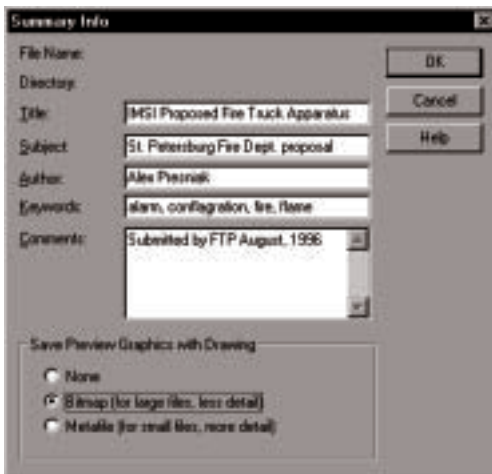 Summary Info
File Name:
OK
Directory:
Cancel
Title: IMSI Proposed Fire Truck Apparatus
Subject: St. Petersburg Fire Dept. proposal
Help
Author: Alex Presniak
Keywords: alarm, conflagration, fire, flame
Comments: Submitted by FTP August, 1996
Save Preview Graphics with Drawing
None
Bitmap (for large files, less detail)
Metafile (for small files, more detail)